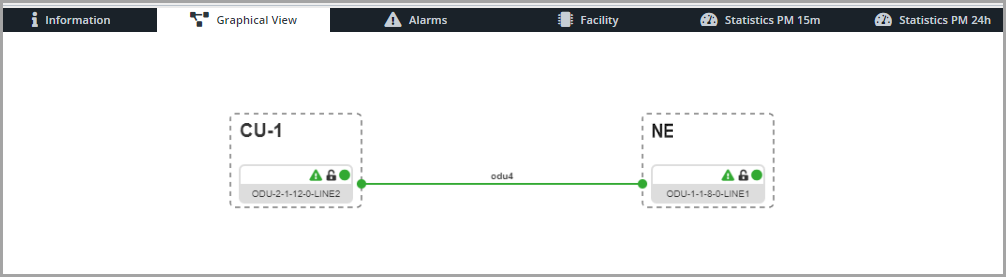 Information Graphical View Alarms Facility Statistics PM 15m Statistics PM 24h
CU-1 NE
odu4
ODU-2-1-12-0-LINE2 ODU-1-1-8-0-LINE1